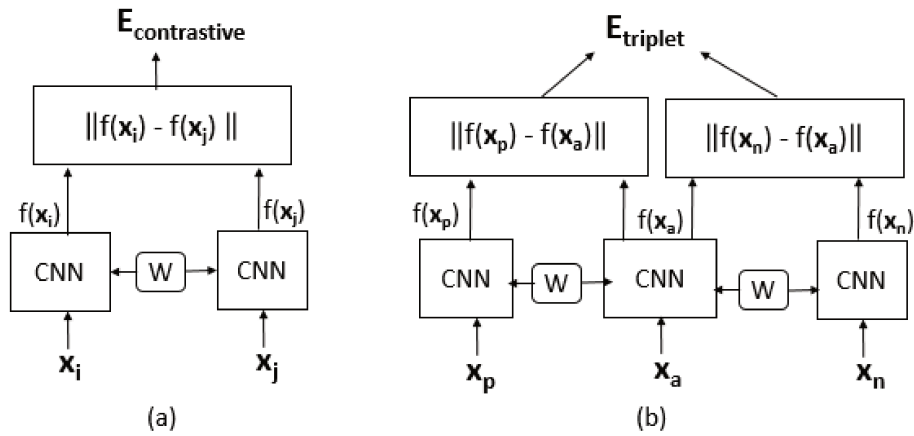 E_contrastive
||f(x_i) - f(x_j) ||
f(x_i)
f(x_j)
CNN
W
CNN
x_i
x_j
(a)
E_triplet
||f(x_p) - f(x_a)||
||f(x_n) - f(x_a)||
f(x_p)
f(x_a)
f(x_n)
CNN
W
CNN
W
CNN
x_p
x_a
x_n
(b)